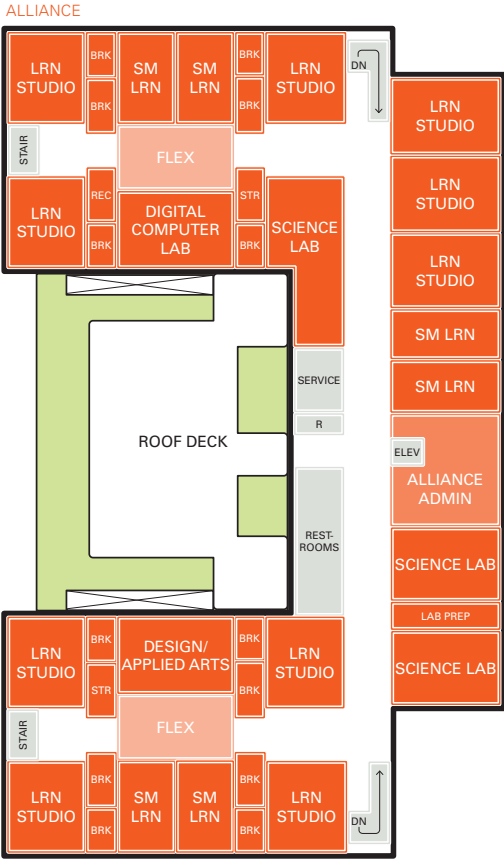 ALLIANCE
LRN
STUDIO
BRK
BRK
SM
LRN
SM
LRN
BRK
BRK
LRN
STUDIO
DN
STAIR
FLEX
LRN
STUDIO
REC
BRK
DIGITAL
COMPUTER
LAB
STR
BRK
SCIENCE
LAB
LRN
STUDIO
LRN
STUDIO
LRN
STUDIO
SM LRN
SM LRN
SERVICE
R
ROOF DECK
ELEV
ALLIANCE
ADMIN
REST-
ROOMS
SCIENCE LAB
LAB PREP
SCIENCE LAB
LRN
STUDIO
BRK
STR
DESIGN/
APPLIED ARTS
BRK
BRK
LRN
STUDIO
STAIR
FLEX
LRN
STUDIO
BRK
BRK
SM
LRN
SM
LRN
BRK
BRK
LRN
STUDIO
DN